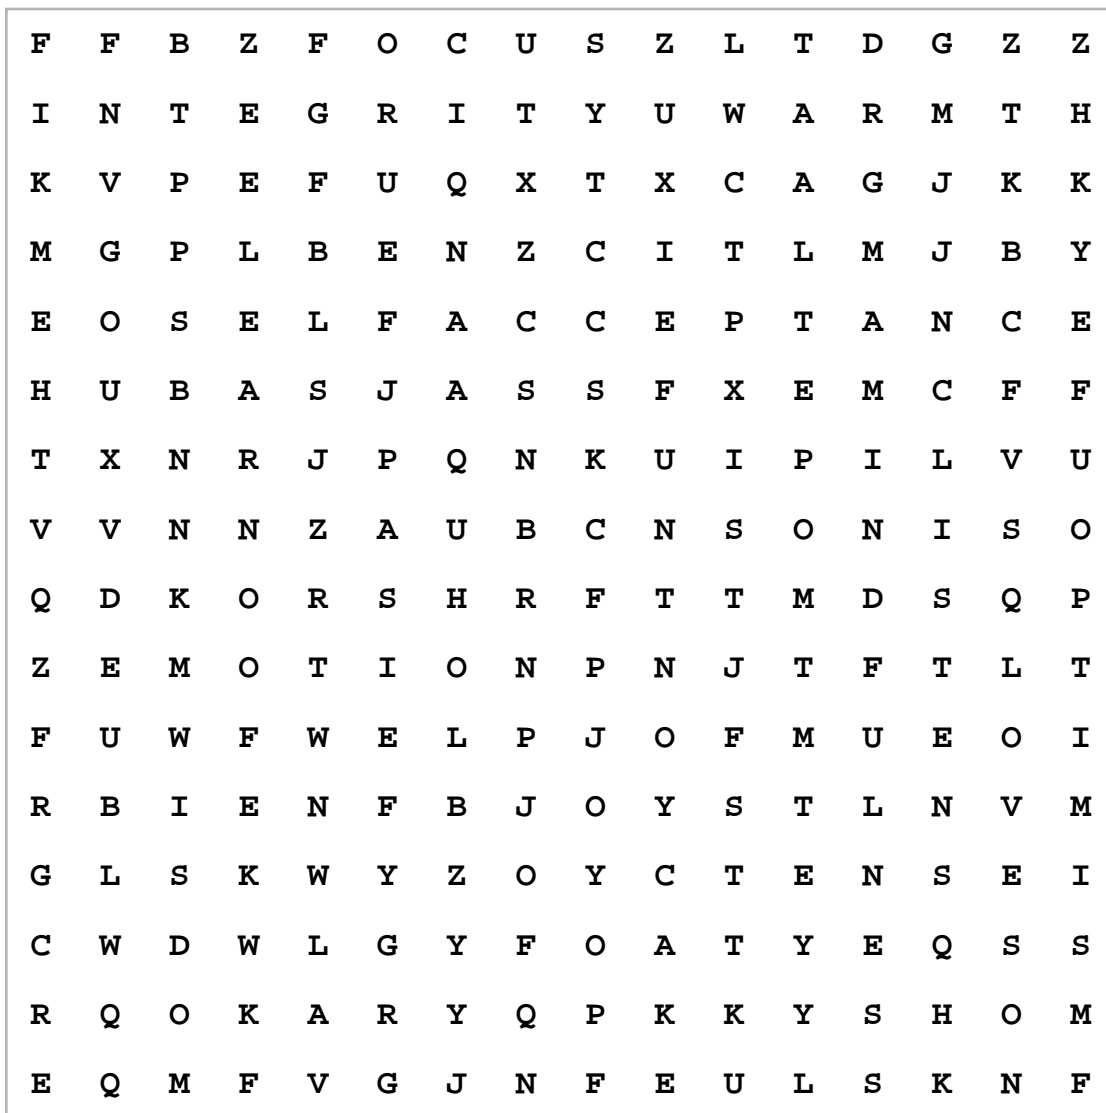 F F B Z F O C U S Z L T D G Z Z
I N T E G R I T Y U W A R M T H
K V P E F U Q X T X C A G J K K
M G P L B E N Z C I T L M J B Y
E O S E L F A C C E P T A N C E
H U B A S J A S S F X E M C F F
T X N R J P Q N K U I P I L V U
V V N N Z A U B C N S O N I S O
Q D K O R S H R F T T M D S Q P
Z E M O T I O N P N J T F T L T
F U W F W E L P J O F M U E O I
R B I E N F B J O Y S T L N V M
G L S K W Y Z O Y C T E N S E I
C W D W L G Y F O A T Y E Q S S
R Q O K A R Y Q P K K Y S H O M
E Q M F V G J N F E U L S K N F